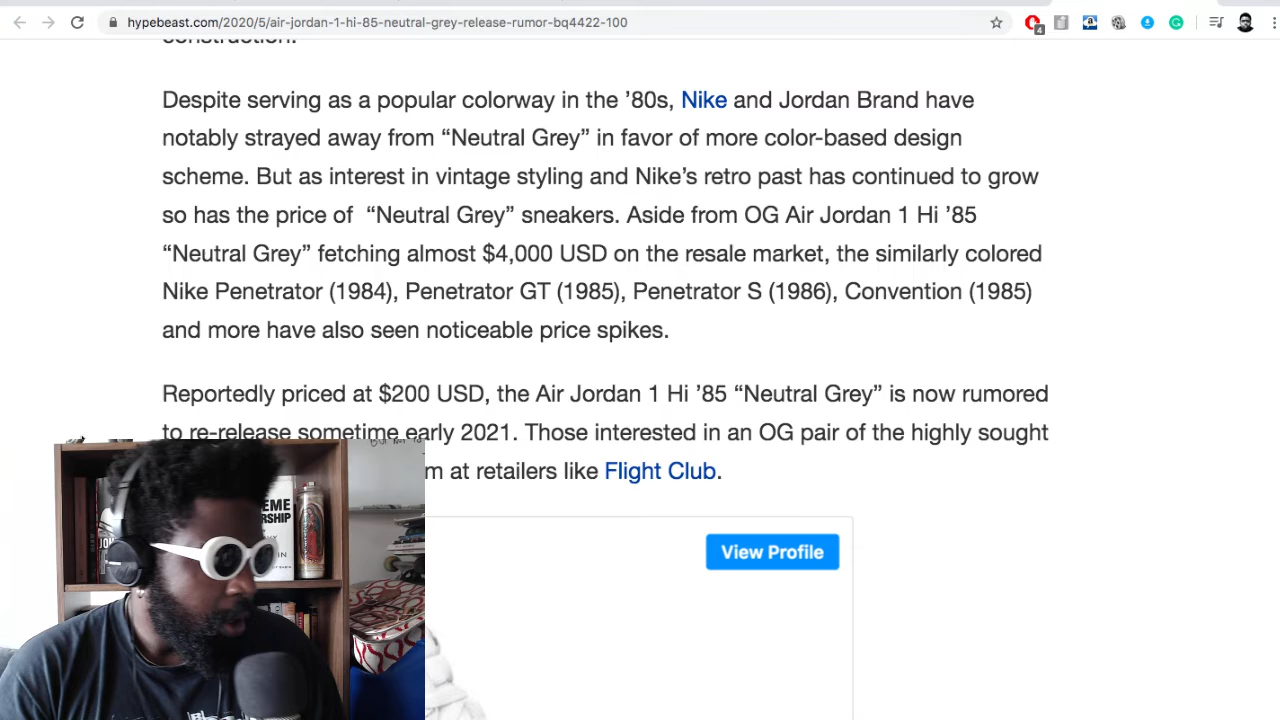 hypebeast.com/2020/5/air-jordan-1-hi-85-neutral-grey-release-rumor-bq4422-100
4
construction.
Despite serving as a popular colorway in the ’80s, Nike and Jordan Brand have
notably strayed away from “Neutral Grey” in favor of more color-based design
scheme. But as interest in vintage styling and Nike’s retro past has continued to grow
so has the price of “Neutral Grey” sneakers. Aside from OG Air Jordan 1 Hi ’85
“Neutral Grey” fetching almost $4,000 USD on the resale market, the similarly colored
Nike Penetrator (1984), Penetrator GT (1985), Penetrator S (1986), Convention (1985)
and more have also seen noticeable price spikes.
Reportedly priced at $200 USD, the Air Jordan 1 Hi ’85 “Neutral Grey” is now rumored
to re-release sometime early 2021. Those interested in an OG pair of the highly sought
m at retailers like Flight Club.
View Profile